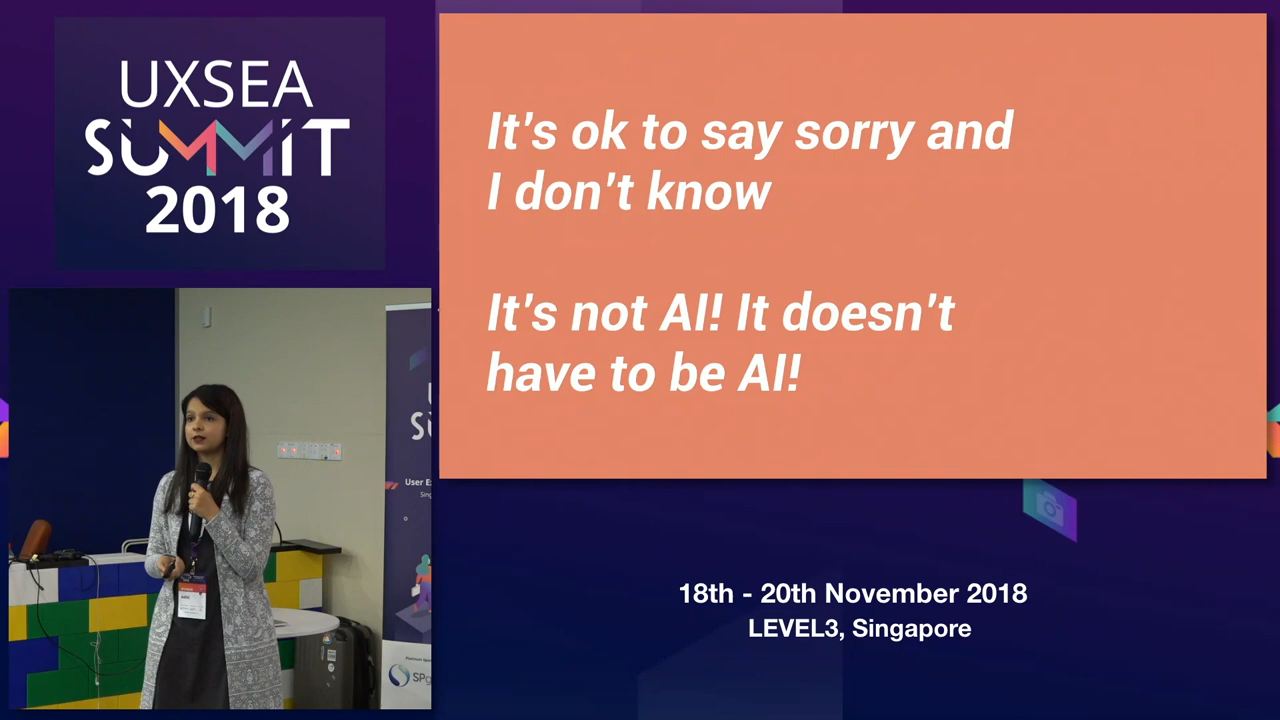 UXSEA
SUMMIT
2018
It's ok to say sorry and
I don't know
It's not AI! It doesn't
have to be AI!
18th - 20th November 2018
LEVEL3, Singapore
User